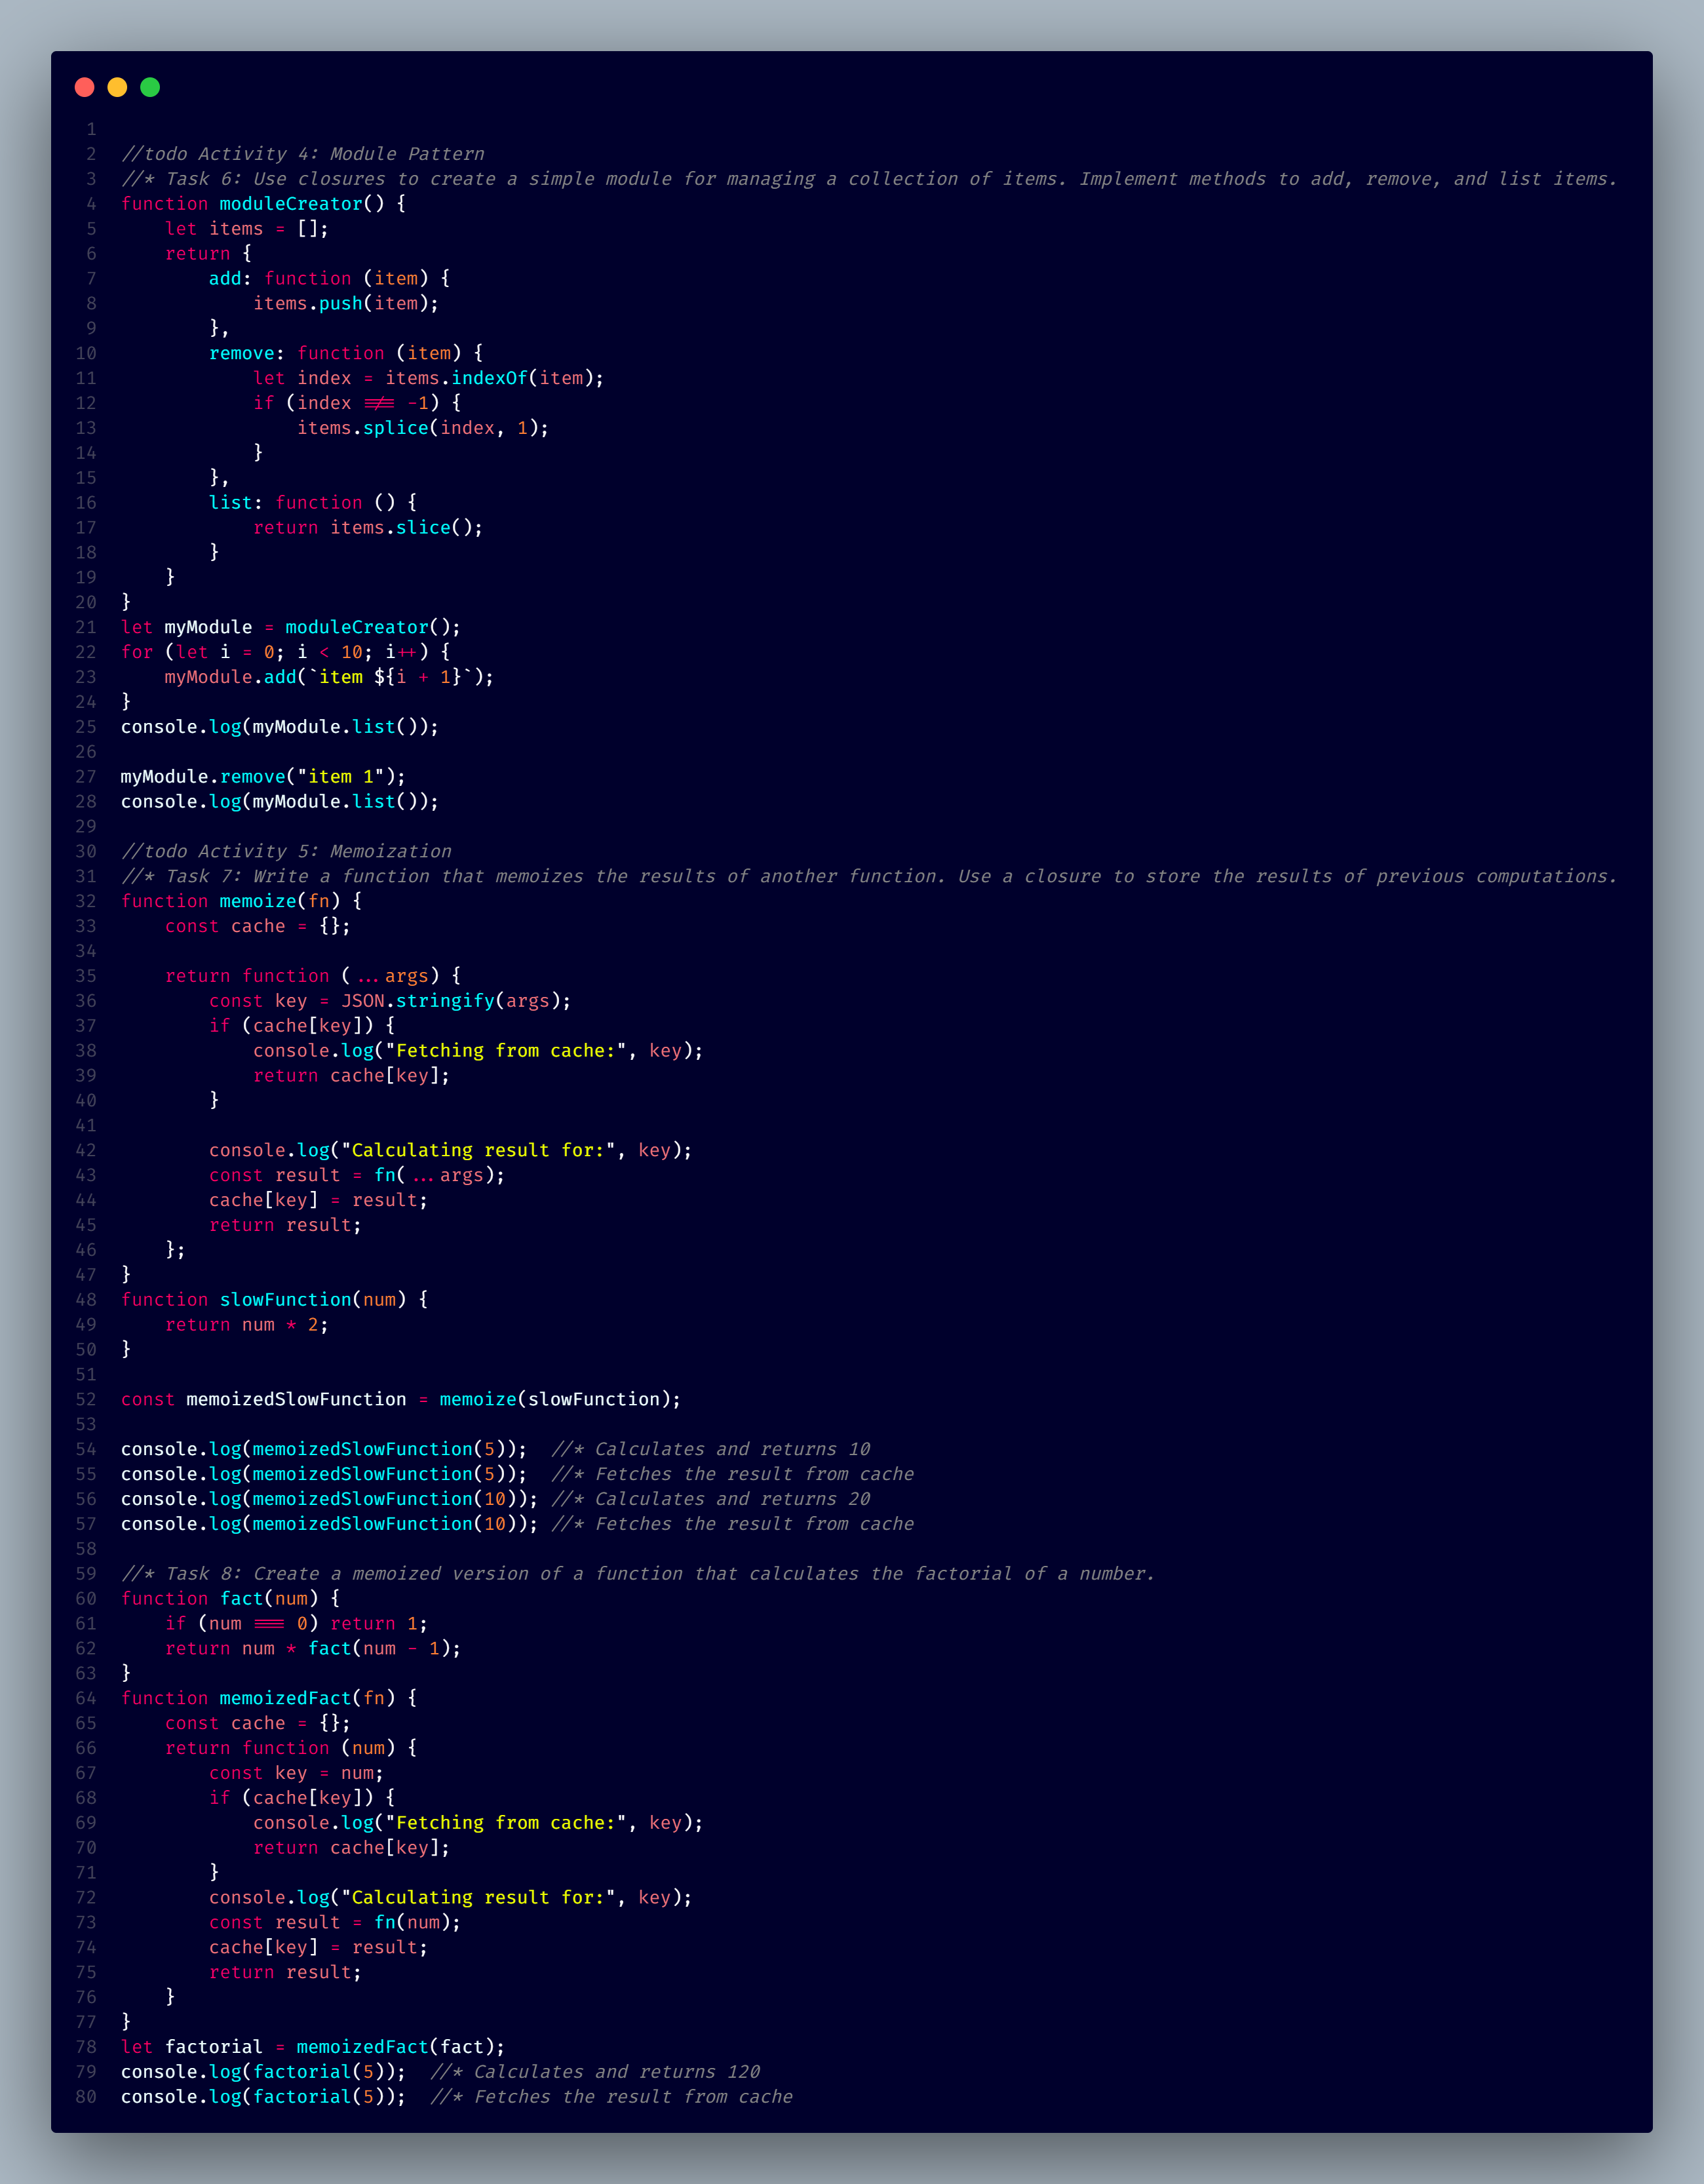 1
2 //todo Activity 4: Module Pattern
3 //* Task 6: Use closures to create a simple module for managing a collection of items. Implement methods to add, remove, and list items.
4 function moduleCreator() {
5     let items = [];
6     return {
7         add: function (item) {
8             items.push(item);
9         },
10         remove: function (item) {
11             let index = items.indexOf(item);
12             if (index !== -1) {
13                 items.splice(index, 1);
14             }
15         },
16         list: function () {
17             return items.slice();
18         }
19     }
20 }
21 let myModule = moduleCreator();
22 for (let i = 0; i < 10; i++) {
23     myModule.add(`item ${i + 1}`);
24 }
25 console.log(myModule.list());
26
27 myModule.remove("item 1");
28 console.log(myModule.list());
29
30 //todo Activity 5: Memoization
31 //* Task 7: Write a function that memoizes the results of another function. Use a closure to store the results of previous computations.
32 function memoize(fn) {
33     const cache = {};
34
35     return function (...args) {
36         const key = JSON.stringify(args);
37         if (cache[key]) {
38             console.log("Fetching from cache:", key);
39             return cache[key];
40         }
41
42         console.log("Calculating result for:", key);
43         const result = fn(...args);
44         cache[key] = result;
45         return result;
46     };
47 }
48 function slowFunction(num) {
49     return num * 2;
50 }
51
52 const memoizedSlowFunction = memoize(slowFunction);
53
54 console.log(memoizedSlowFunction(5));  //* Calculates and returns 10
55 console.log(memoizedSlowFunction(5));  //* Fetches the result from cache
56 console.log(memoizedSlowFunction(10)); //* Calculates and returns 20
57 console.log(memoizedSlowFunction(10)); //* Fetches the result from cache
58
59 //* Task 8: Create a memoized version of a function that calculates the factorial of a number.
60 function fact(num) {
61     if (num === 0) return 1;
62     return num * fact(num - 1);
63 }
64 function memoizedFact(fn) {
65     const cache = {};
66     return function (num) {
67         const key = num;
68         if (cache[key]) {
69             console.log("Fetching from cache:", key);
70             return cache[key];
71         }
72         console.log("Calculating result for:", key);
73         const result = fn(num);
74         cache[key] = result;
75         return result;
76     }
77 }
78 let factorial = memoizedFact(fact);
79 console.log(factorial(5));  //* Calculates and returns 120
80 console.log(factorial(5));  //* Fetches the result from cache